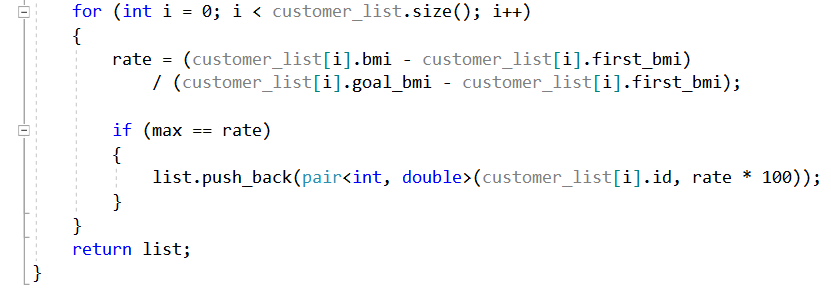 for (int i = 0; i < customer_list.size(); i++)
{
rate = (customer_list[i].bmi - customer_list[i].first_bmi)
/ (customer_list[i].goal_bmi - customer_list[i].first_bmi);
if (max == rate)
{
list.push_back(pair<int, double>(customer_list[i].id, rate * 100));
}
}
return list;
}